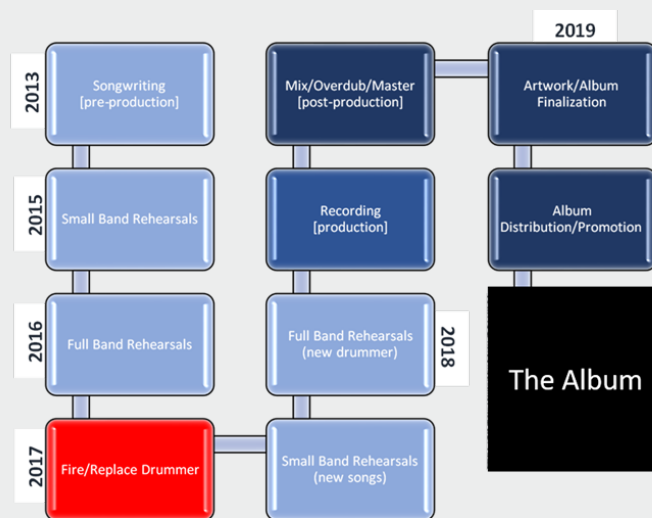 2013
Songwriting
[pre-production]
2015
Small Band Rehearsals
2016
Full Band Rehearsals
2017
Fire/Replace Drummer
Small Band Rehearsals
(new songs)
Full Band Rehearsals
(new drummer)
2018
Recording
[production]
Mix/Overdub/Master
[post-production]
2019
Artwork/Album
Finalization
Album
Distribution/Promotion
The Album